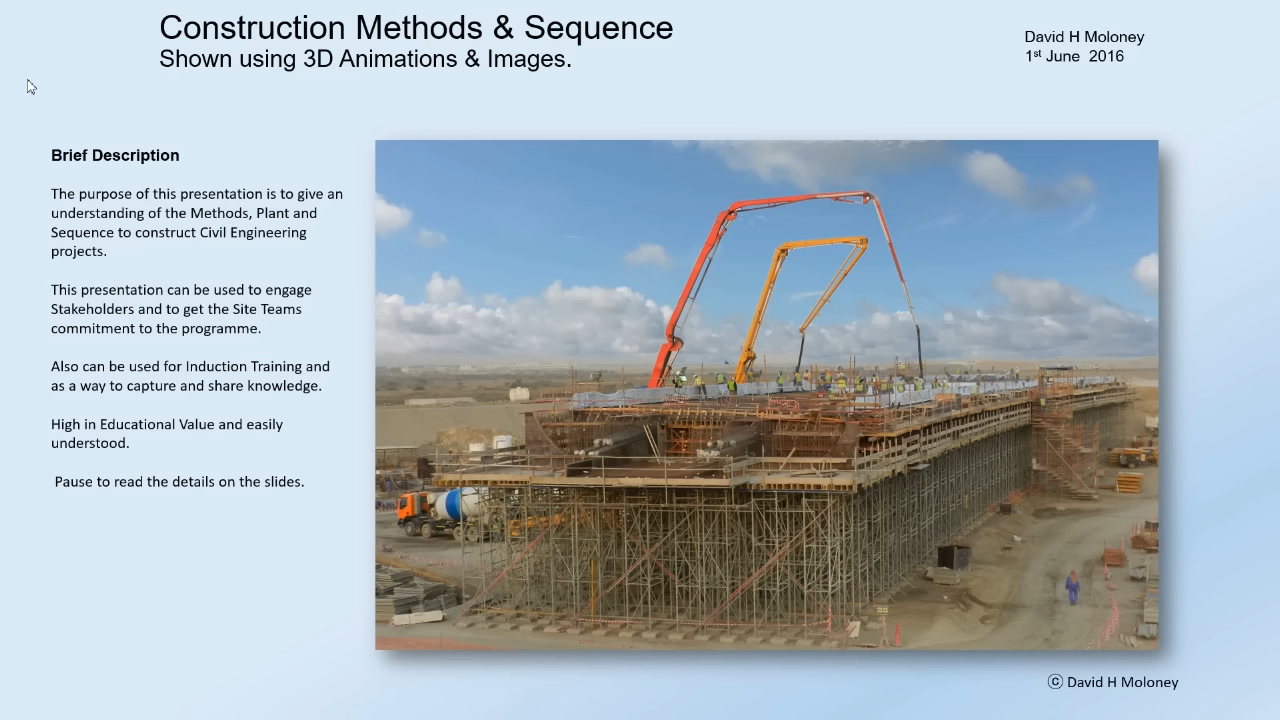 Construction Methods & Sequence
Shown using 3D Animations & Images.
David H Moloney
1st June 2016
Brief Description
The purpose of this presentation is to give an
understanding of the Methods, Plant and
Sequence to construct Civil Engineering
projects.
This presentation can be used to engage
Stakeholders and to get the Site Teams
commitment to the programme.
Also can be used for Induction Training and
as a way to capture and share knowledge.
High in Educational Value and easily
understood.
Pause to read the details on the slides.
© David H Moloney